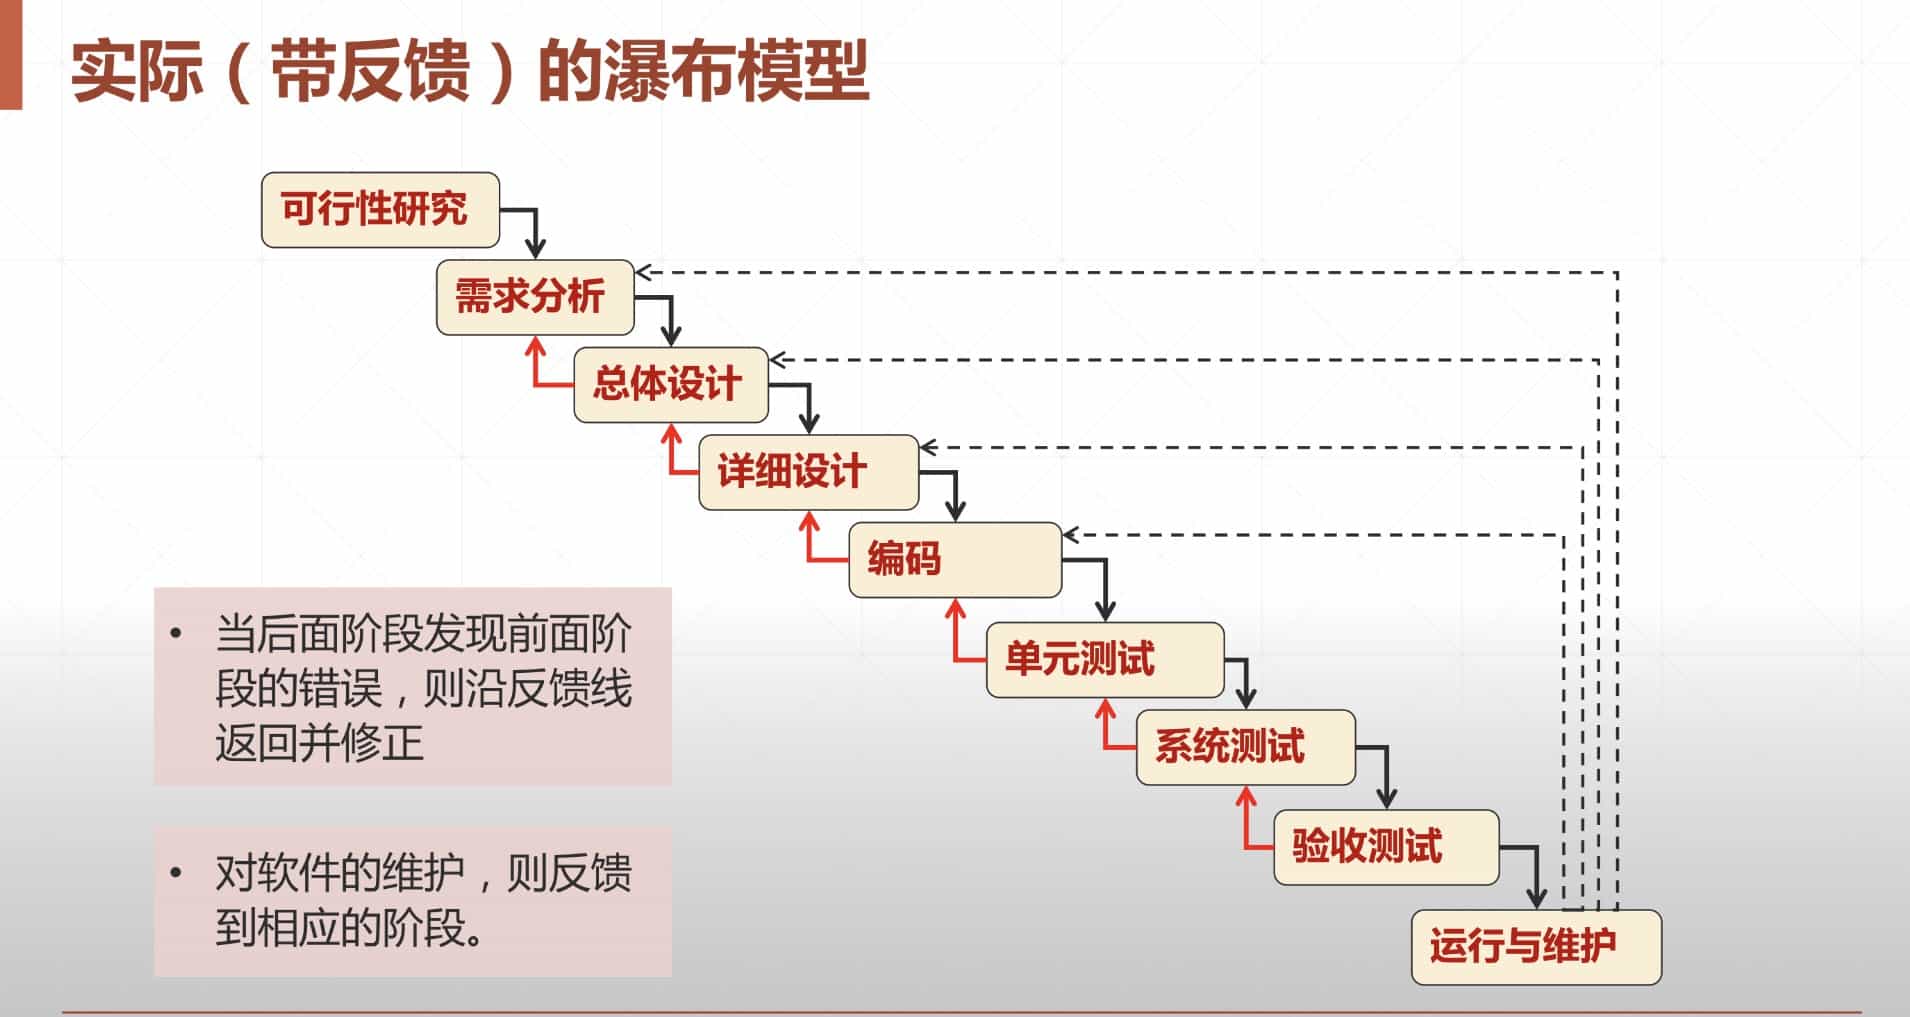 实际（带反馈）的瀑布模型
可行性研究
需求分析
总体设计
详细设计
编码
单元测试
系统测试
验收测试
运行与维护
• 当后面阶段发现前面阶
段的错误，则沿反馈线
返回并修正
• 对软件的维护，则反馈
到相应的阶段。